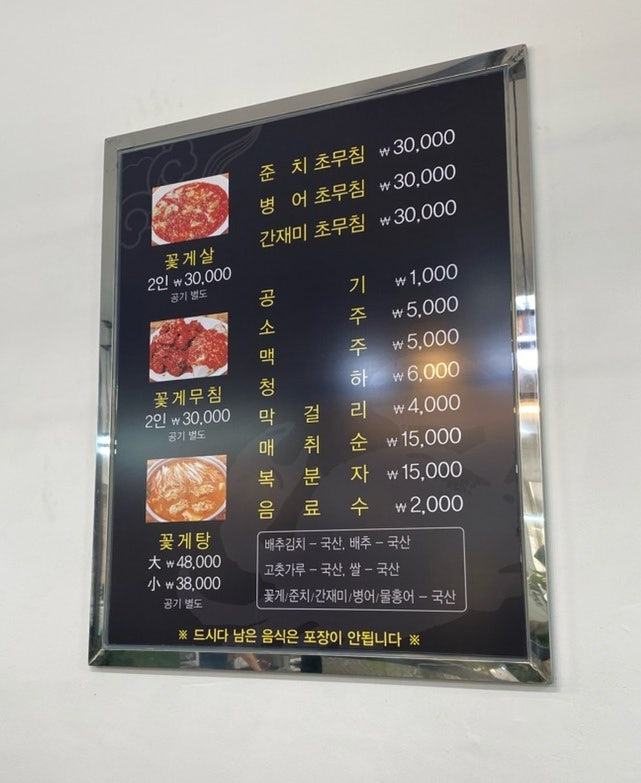 꽃게살
2인 ₩30,000
공기 별도
꽃게무침
2인 ₩30,000
공기 별도
꽃게탕
大 ₩48,000
小 ₩38,000
공기 별도
준 치 초무침 ₩30,000
병 어 초무침 ₩30,000
간재미 초무침 ₩30,000
공 기 ₩1,000
소 주 ₩5,000
맥 주 ₩5,000
청 하 ₩6,000
막 걸 리 ₩4,000
매 취 순 ₩15,000
복 분 자 ₩15,000
음 료 수 ₩2,000
배추김치 – 국산, 배추 – 국산
고춧가루 – 국산, 쌀 – 국산
꽃게/준치/간재미/병어/물홍어 – 국산
※ 드시다 남은 음식은 포장이 안됩니다 ※